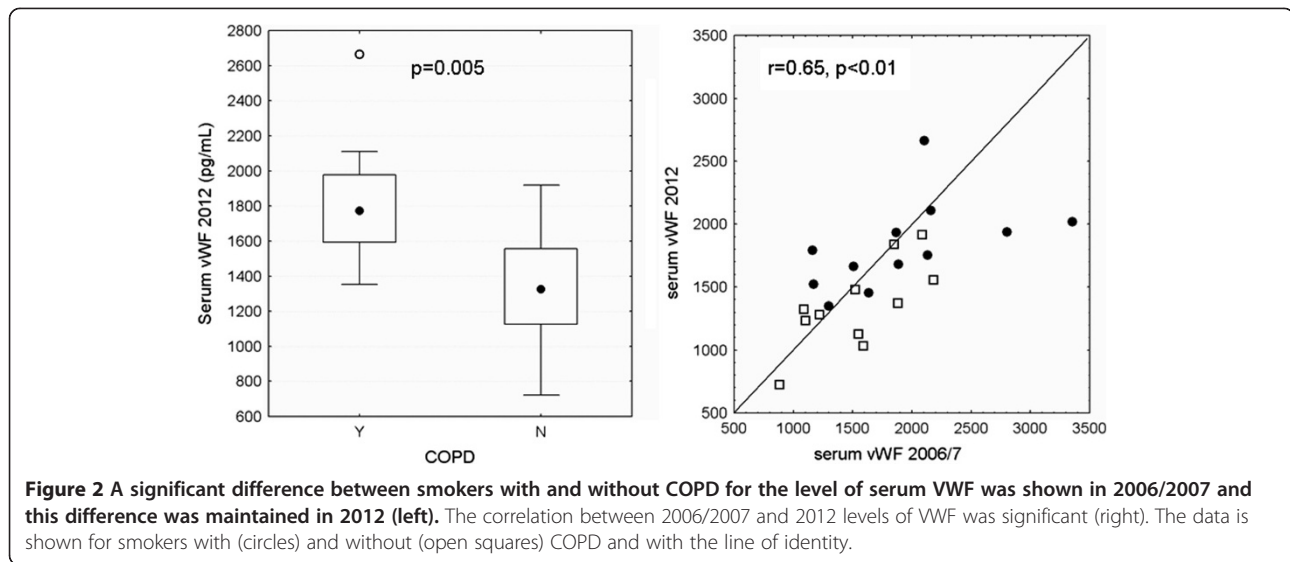 2800
2600
2400
2200
2000
1800
1600
1400
1200
1000
800
600
Serum vWF 2012 (pg/mL)
p=0.005
Y
N
COPD
3500
3000
2500
2000
1500
1000
500
serum vWF 2012
r=0.65, p<0.01
500
1000
1500
2000
2500
3000
3500
serum vWF 2006/7
Figure 2 A significant difference between smokers with and without COPD for the level of serum VWF was shown in 2006/2007 and
this difference was maintained in 2012 (left). The correlation between 2006/2007 and 2012 levels of VWF was significant (right). The data is
shown for smokers with (circles) and without (open squares) COPD and with the line of identity.